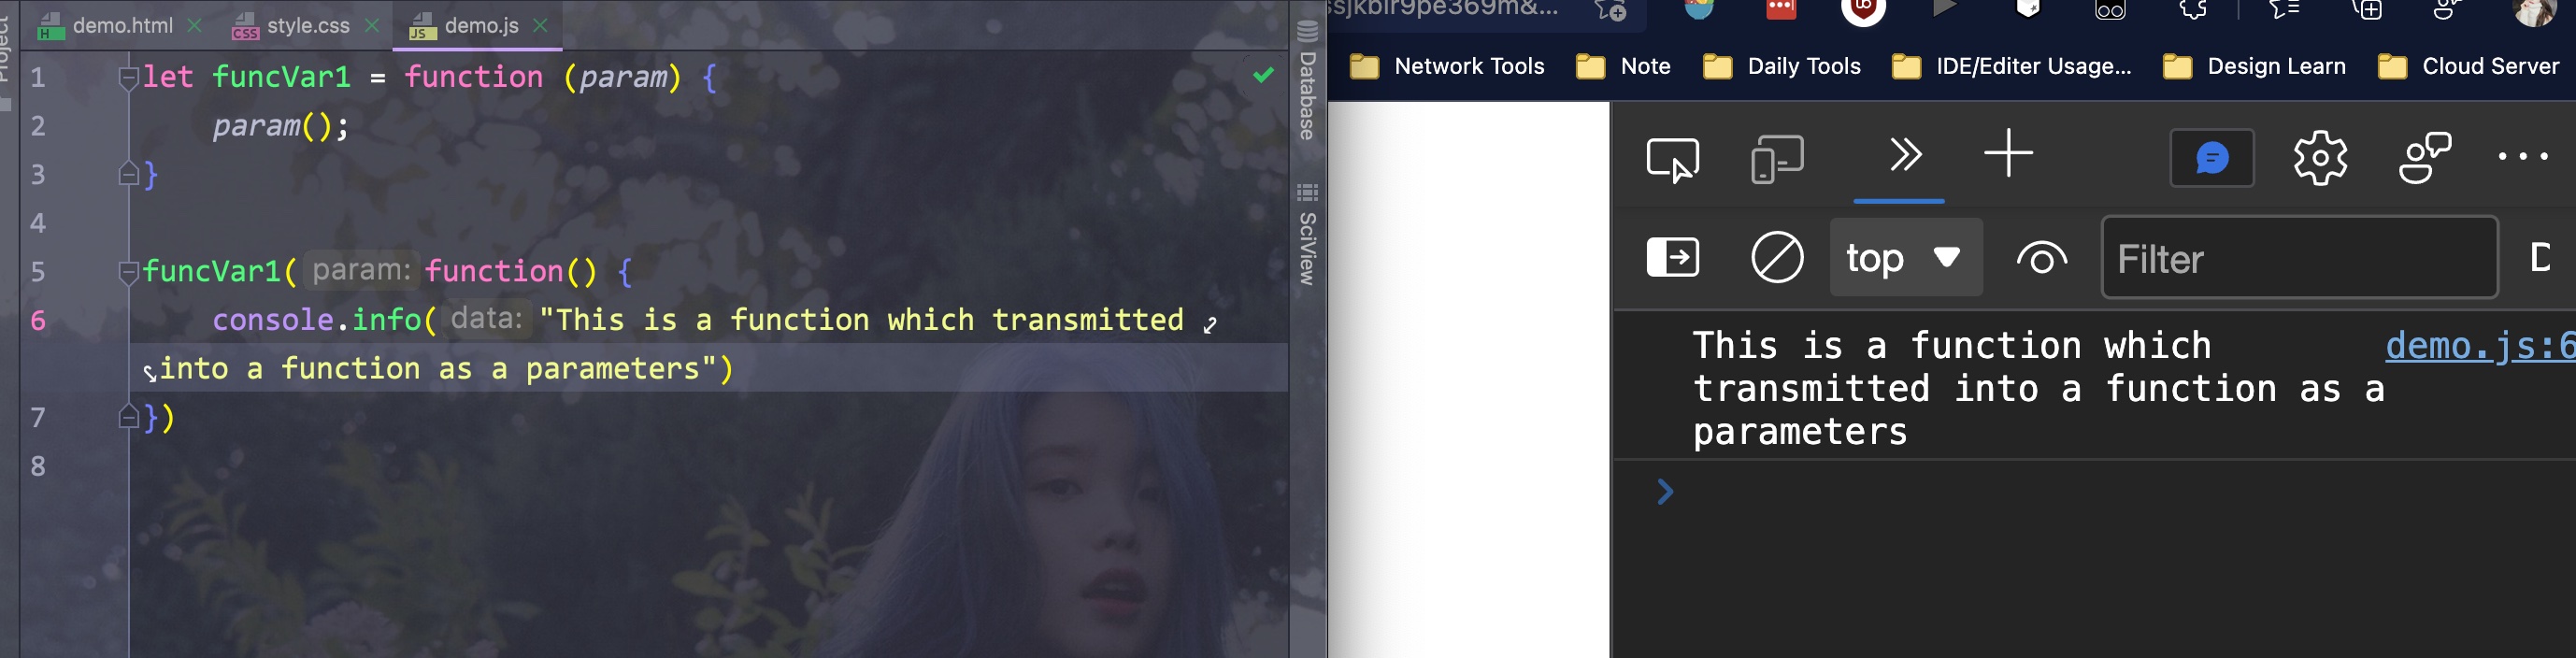 Project
demo.html
style.css
demo.js
1 let funcVar1 = function (param) {
2 param();
3 }
4
5 funcVar1( param: function() {
6 console.info( data: "This is a function which transmitted
into a function as a parameters")
7 })
8
Database
SciView
Network Tools
Note
Daily Tools
IDE/Editer Usage...
Design Learn
Cloud Server
top
Filter
This is a function which
demo.js:6
transmitted into a function as a
parameters